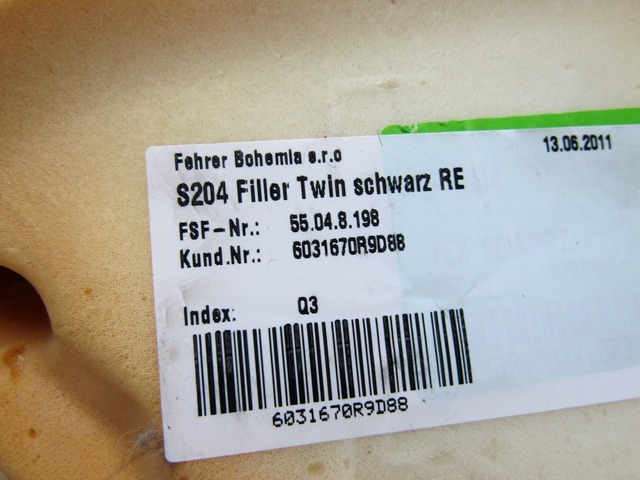 Fehrer Bohemia s.r.o
13.06.2011
S204 Filler Twin schwarz RE
FSF-Nr.: 55.04.8.198
Kund.Nr.: 6031670R9D88
Index: Q3
6031670R9D88